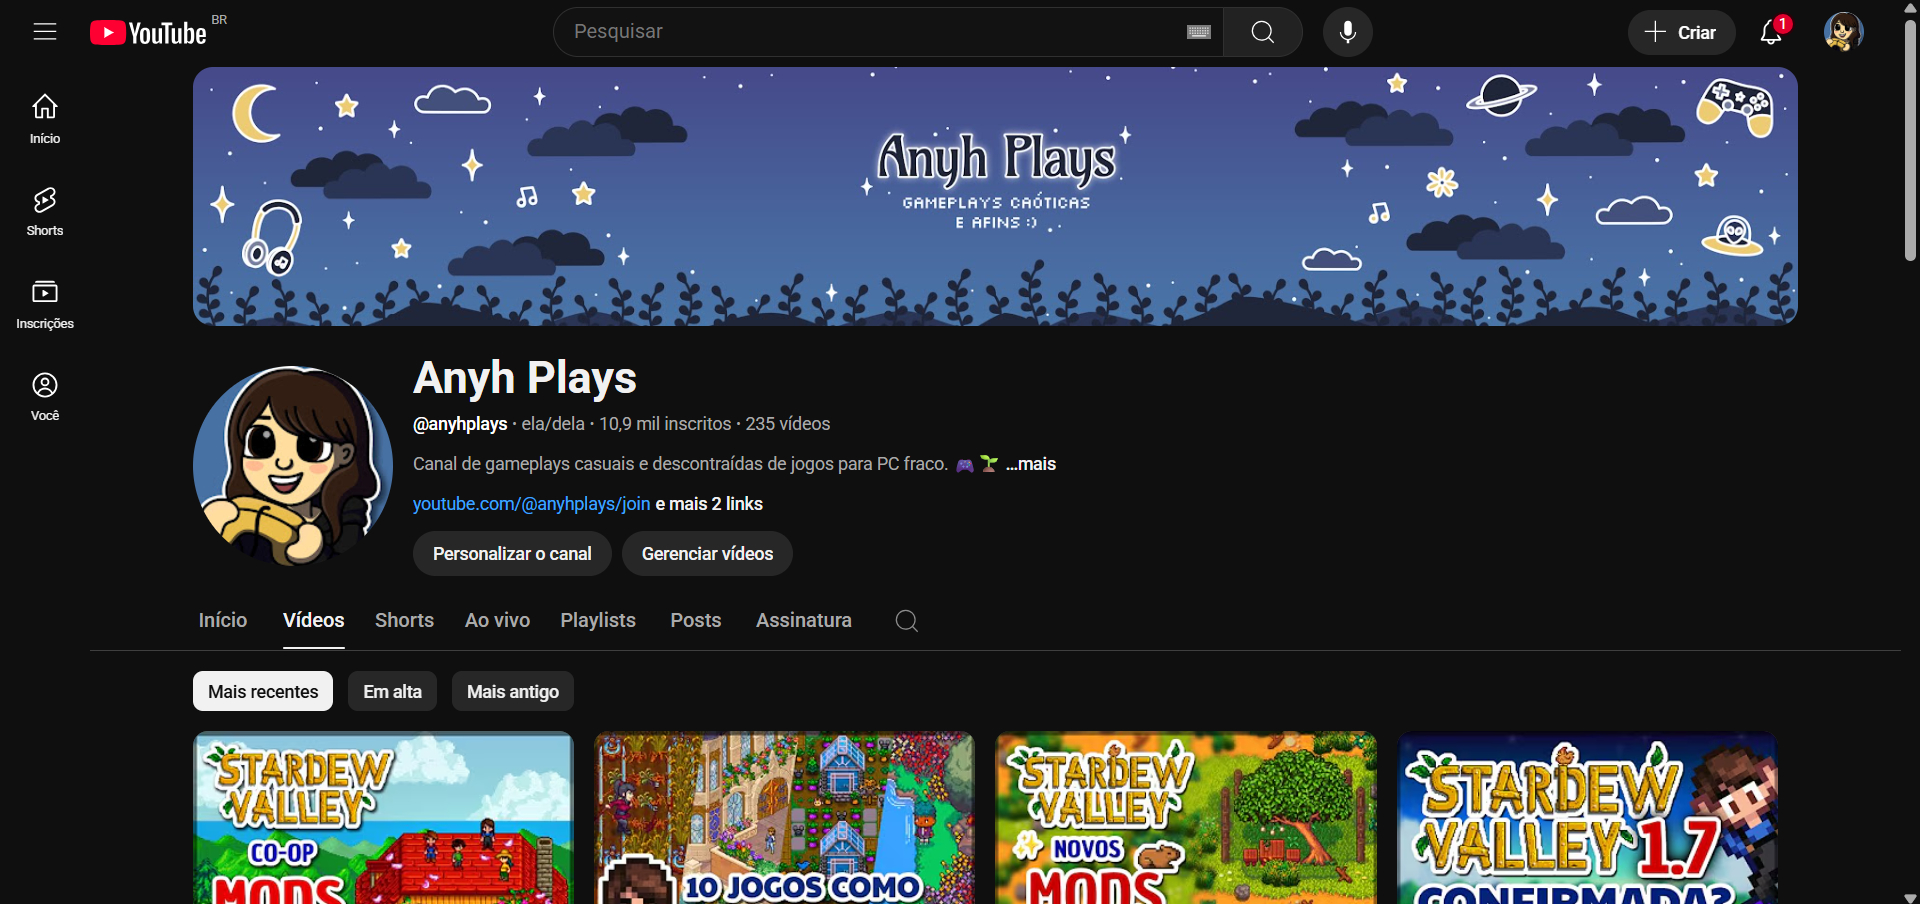 YouTube BR
Pesquisar
Criar
1
Início
Shorts
Inscrições
Você
Anyh Plays
GAMEPLAYS CAÓTICAS
E AFINS :)
Anyh Plays
@anyhplays · ela/dela · 10,9 mil inscritos · 235 vídeos
Canal de gameplays casuais e descontraídas de jogos para PC fraco. 🎮🌱 ...mais
youtube.com/@anyhplays/join e mais 2 links
Personalizar o canal Gerenciar vídeos
Início Vídeos Shorts Ao vivo Playlists Posts Assinatura
Mais recentes Em alta Mais antigo
STARDEW
VALLEY
CO-OP
MODS
10 JOGOS COMO
STARDEW
VALLEY
NOVOS
MODS
STARDEW
VALLEY 1.7
CONFIRMADA?